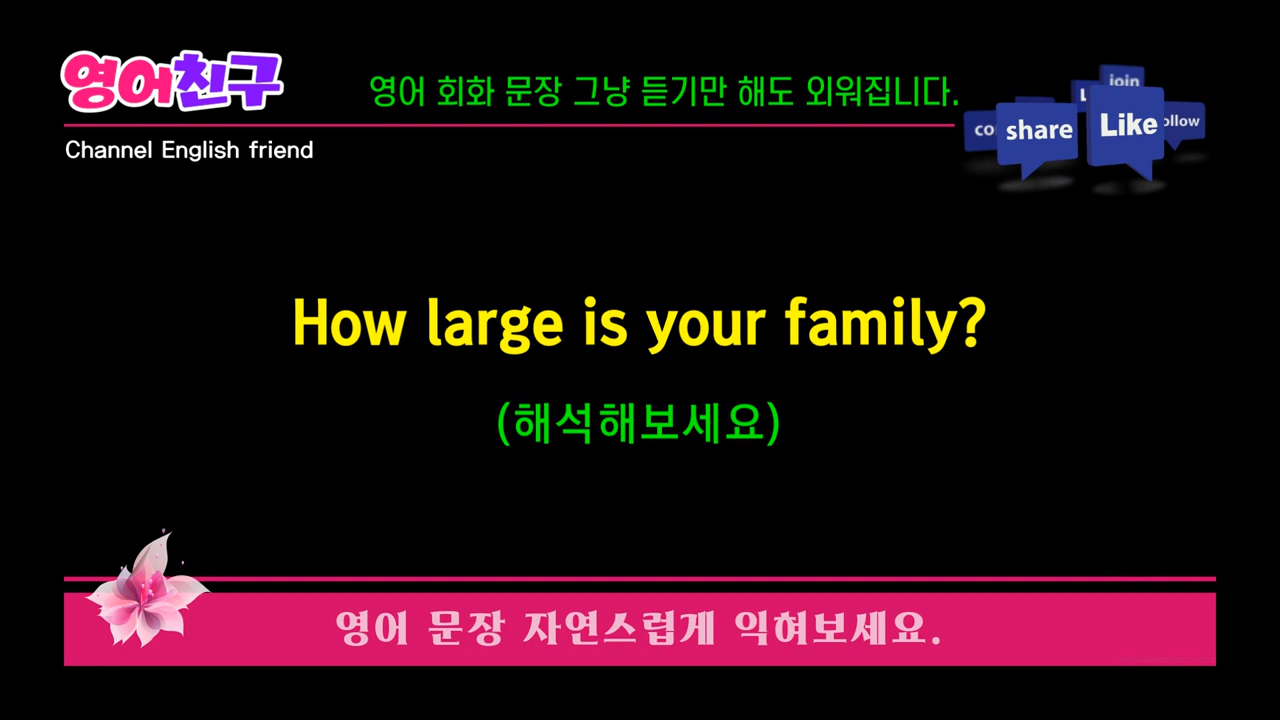 영어친구
영어 회화 문장 그냥 듣기만 해도 외워집니다.
Channel English friend
join
share
Like
How large is your family?
(해석해보세요)
영어 문장 자연스럽게 익혀보세요.